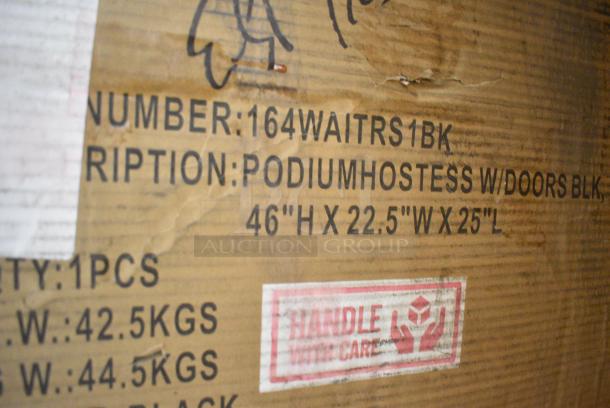 NUMBER:164WAITRS1BK
RIPTION:PODIUMHOSTESS W/DOORS BLK,
46"H X 22.5"W X 25"L
AUCTION GROUP
TY:1PCS
.W.:42.5KGS
W.:44.5KGS
BLACK
HANDLE
WITH CARE